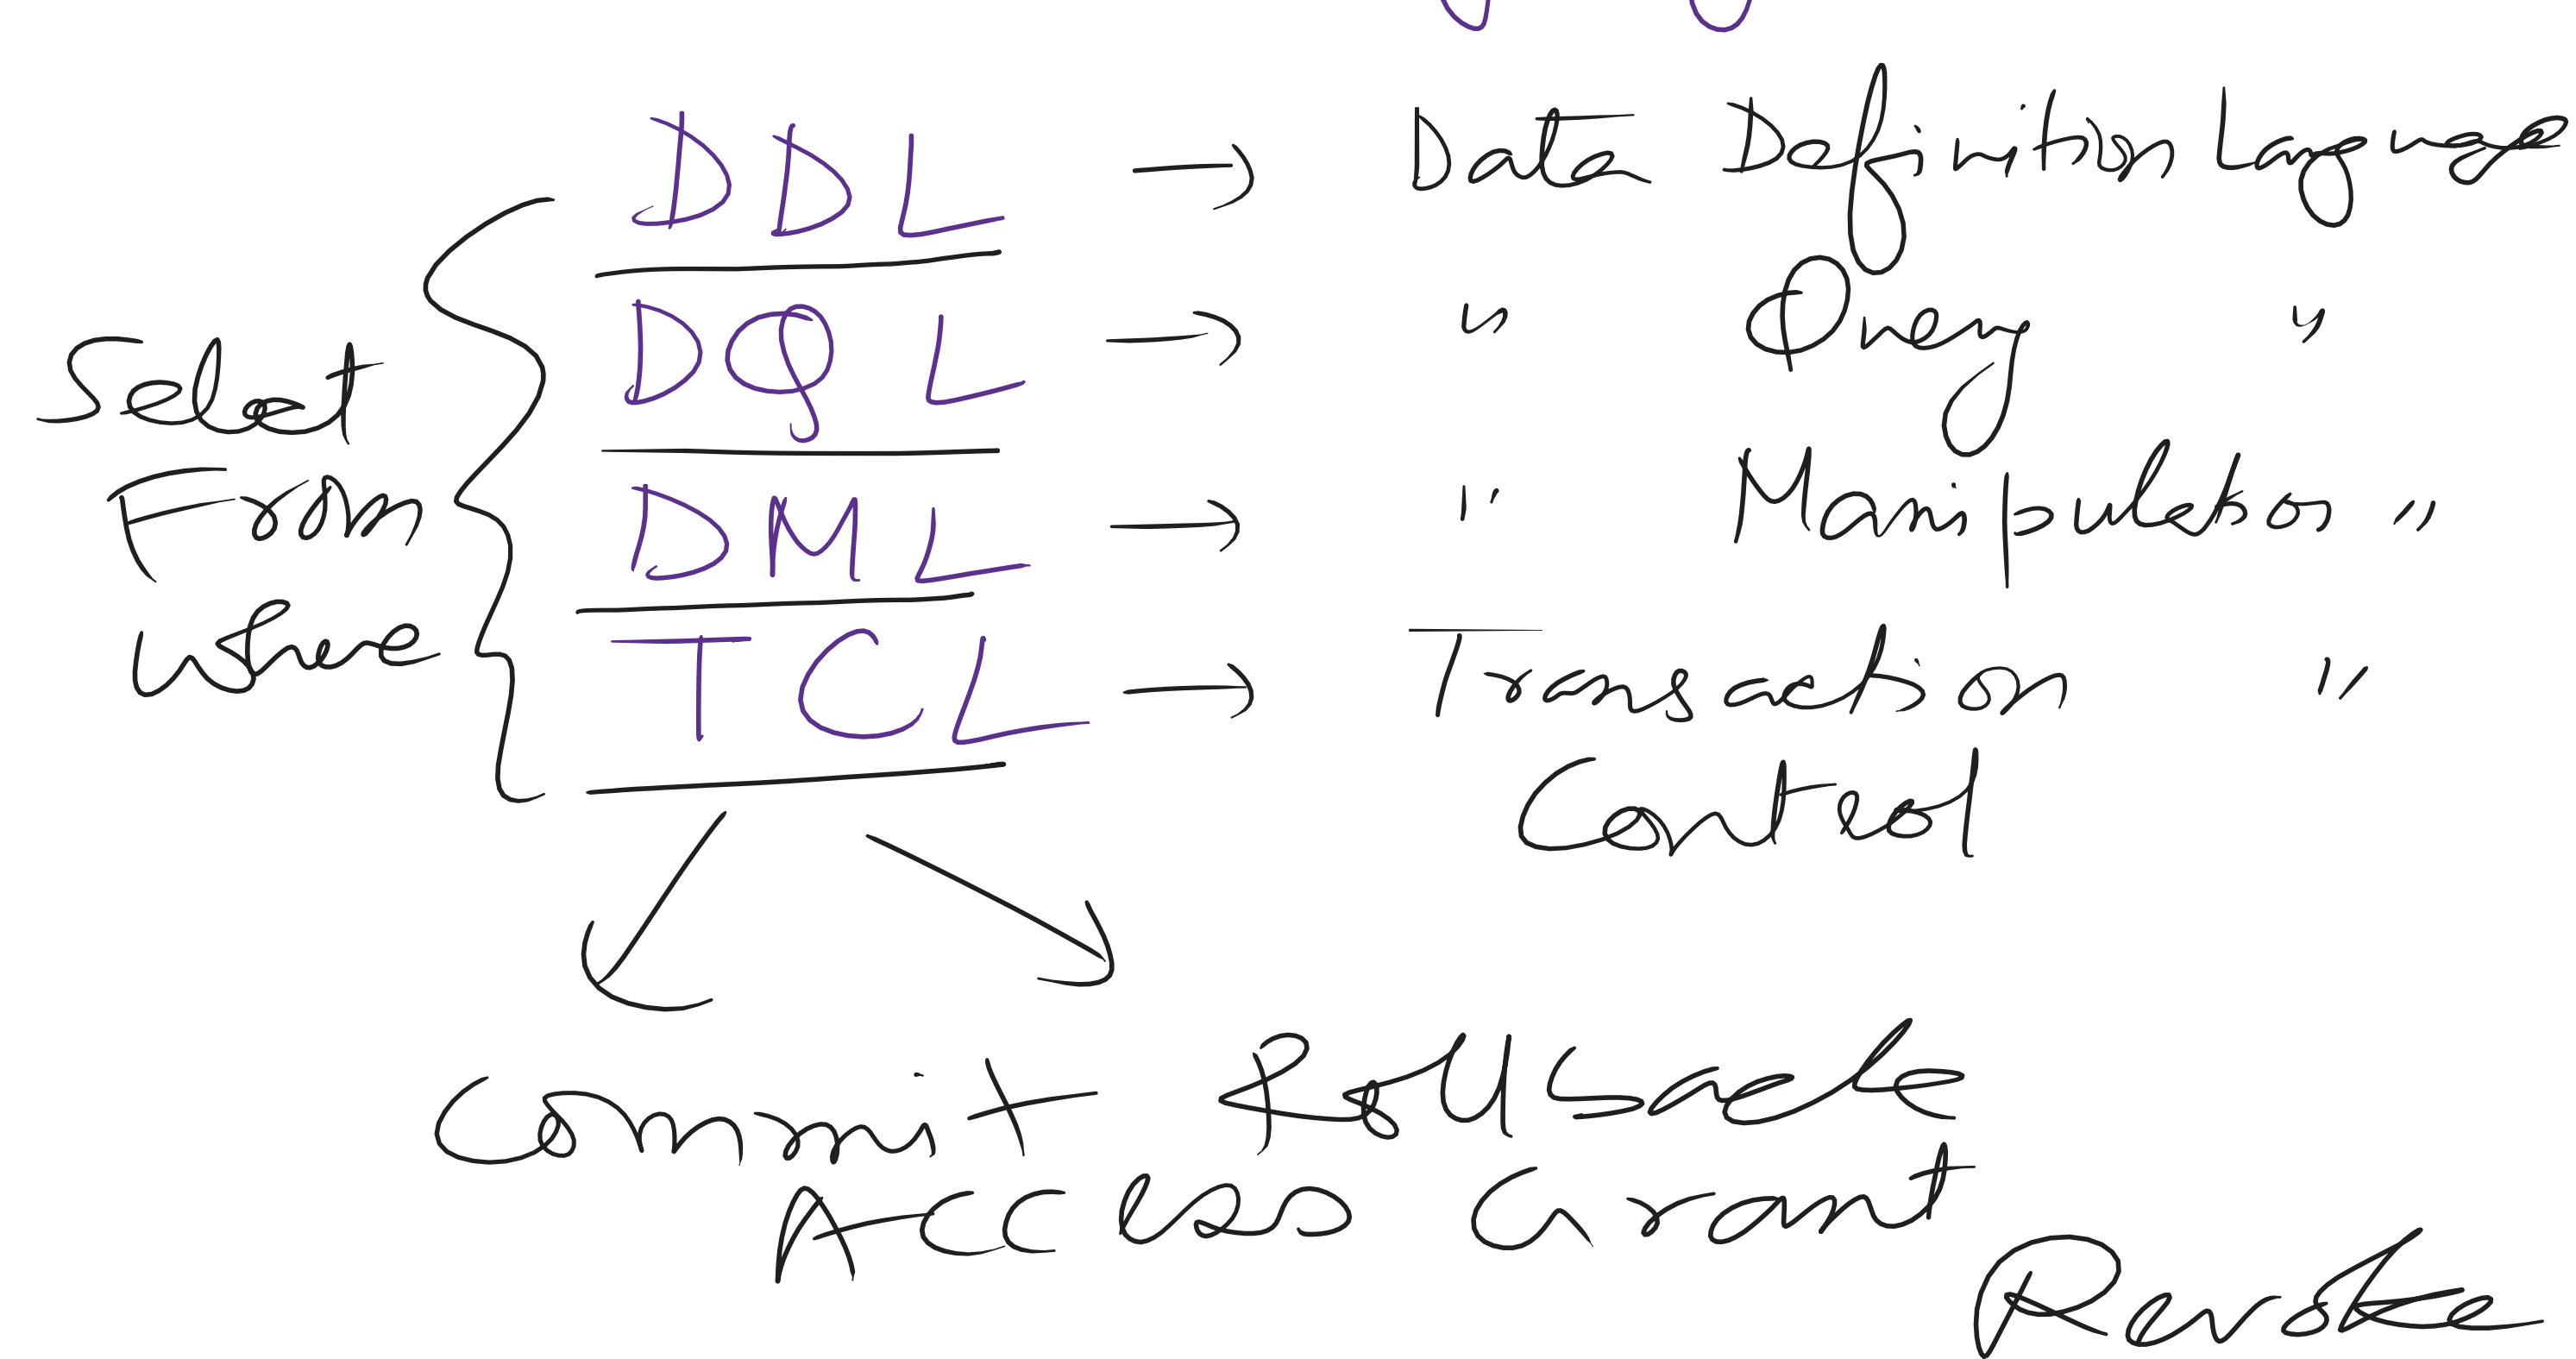 DDL → Data Definition Language
DQL → " Query "
DML → " Manipulation "
TCL → Transaction "
Control
Select
From
where
Commit Rollback
Access Grant
Revoke